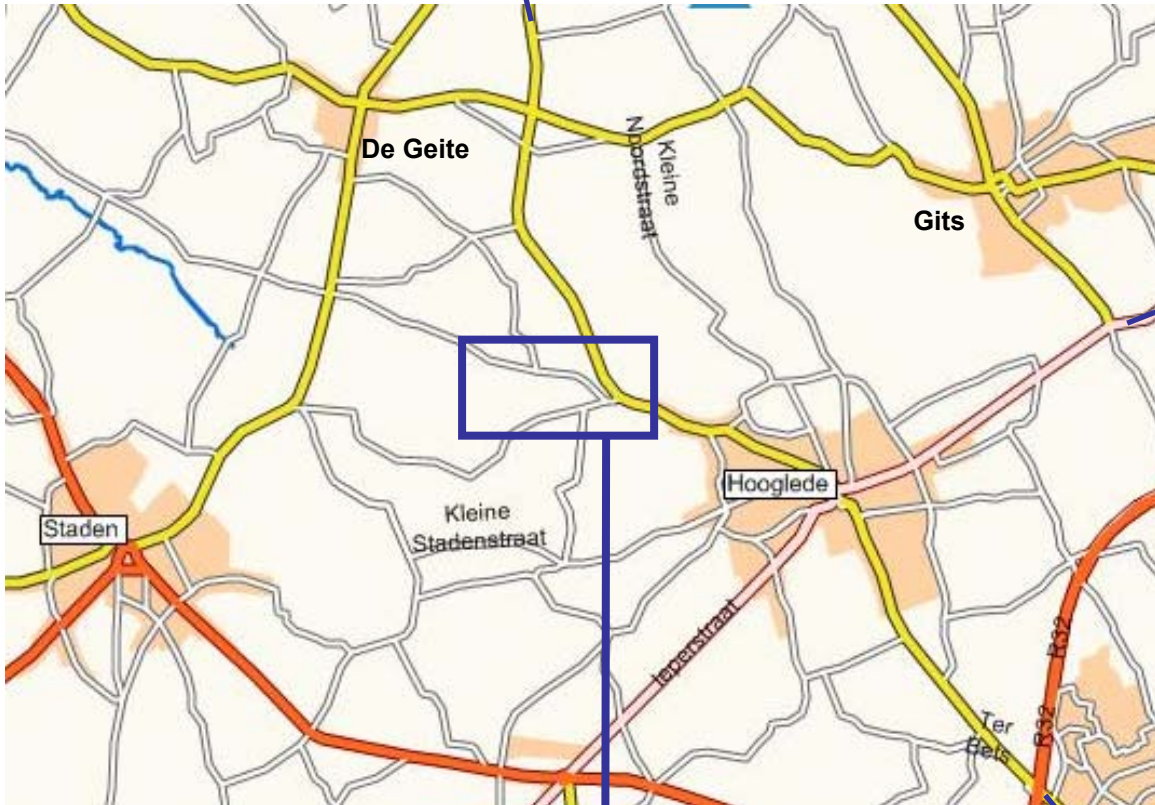 De Geite
Kleine
Noordstraat
Gits
Hooglede
Kleine
Stadenstraat
Staden
Ieperstraat
R32
R32
Ter
Bets